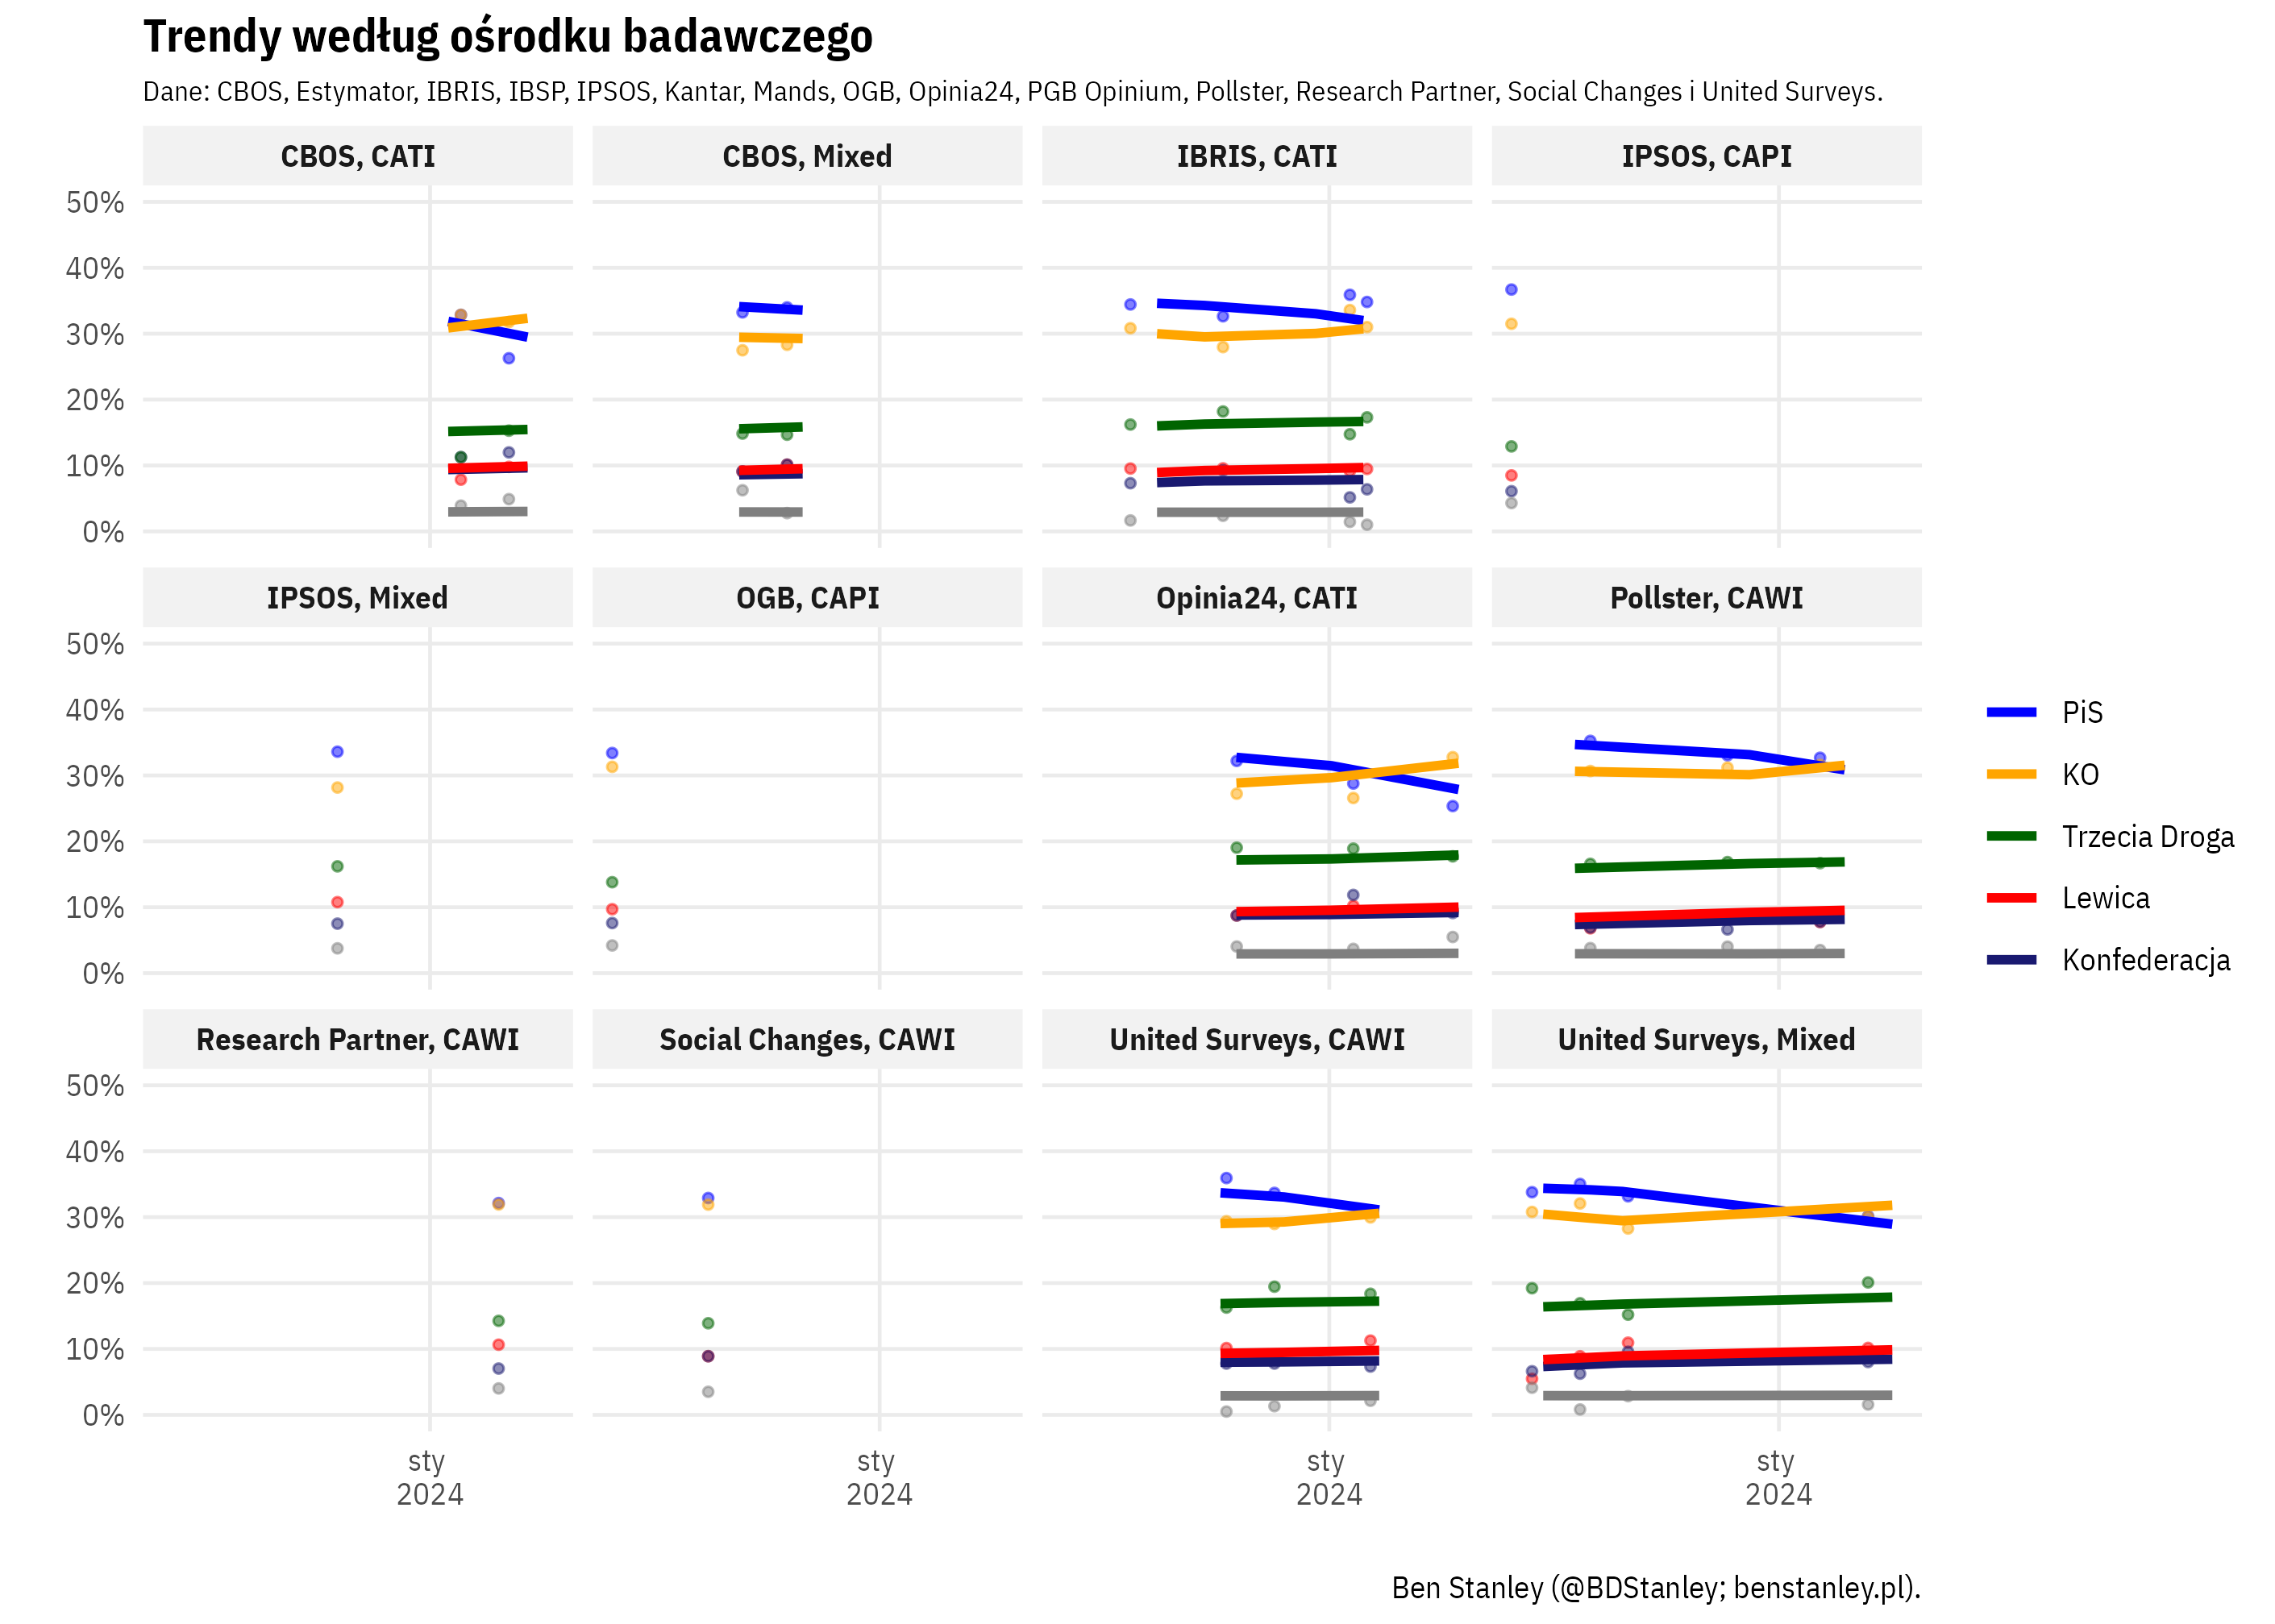 Trendy według ośrodku badawczego
Dane: CBOS, Estymator, IBRIS, IBSP, IPSOS, Kantar, Mands, OGB, Opinia24, PGB Opinium, Pollster, Research Partner, Social Changes i United Surveys.
CBOS, CATI
CBOS, Mixed
IBRIS, CATI
IPSOS, CAPI
50%
40%
30%
20%
10%
0%
IPSOS, Mixed
OGB, CAPI
Opinia24, CATI
Pollster, CAWI
50%
40%
30%
20%
10%
0%
Research Partner, CAWI
Social Changes, CAWI
United Surveys, CAWI
United Surveys, Mixed
50%
40%
30%
20%
10%
0%
sty
2024
sty
2024
sty
2024
sty
2024
PiS
KO
Trzecia Droga
Lewica
Konfederacja
Ben Stanley (@BDStanley; benstanley.pl).